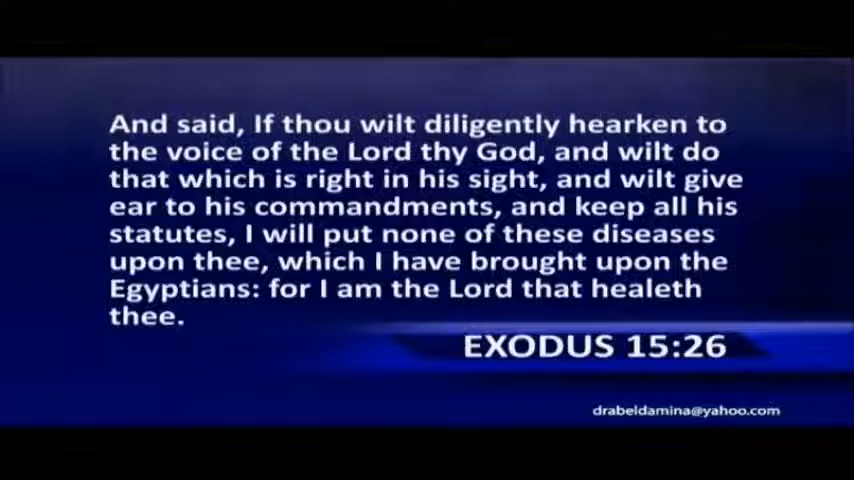 And said, If thou wilt diligently hearken to
the voice of the Lord thy God, and wilt do
that which is right in his sight, and wilt give
ear to his commandments, and keep all his
statutes, I will put none of these diseases
upon thee, which I have brought upon the
Egyptians: for I am the Lord that healeth
thee.
EXODUS 15:26
drabeldamina@yahoo.com